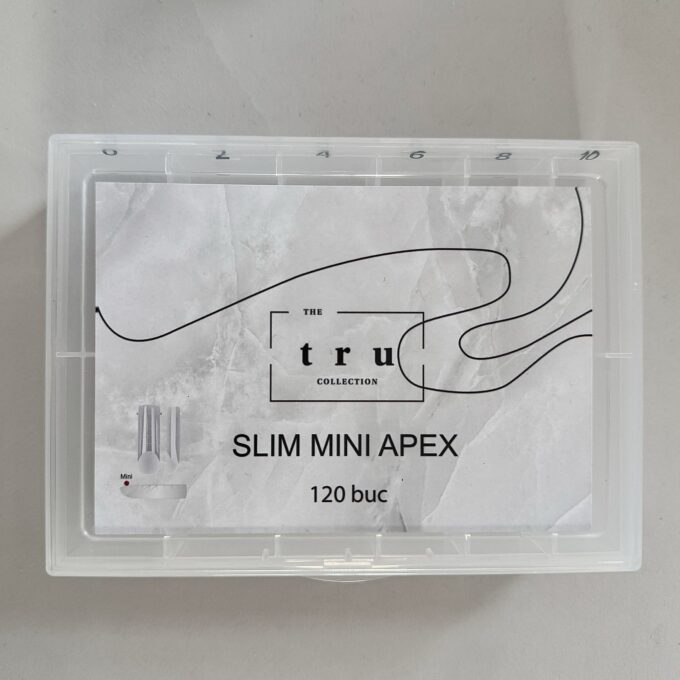 0 2 4 6 8 10
THE
tru
COLLECTION
SLIM MINI APEX
Mini
120 buc